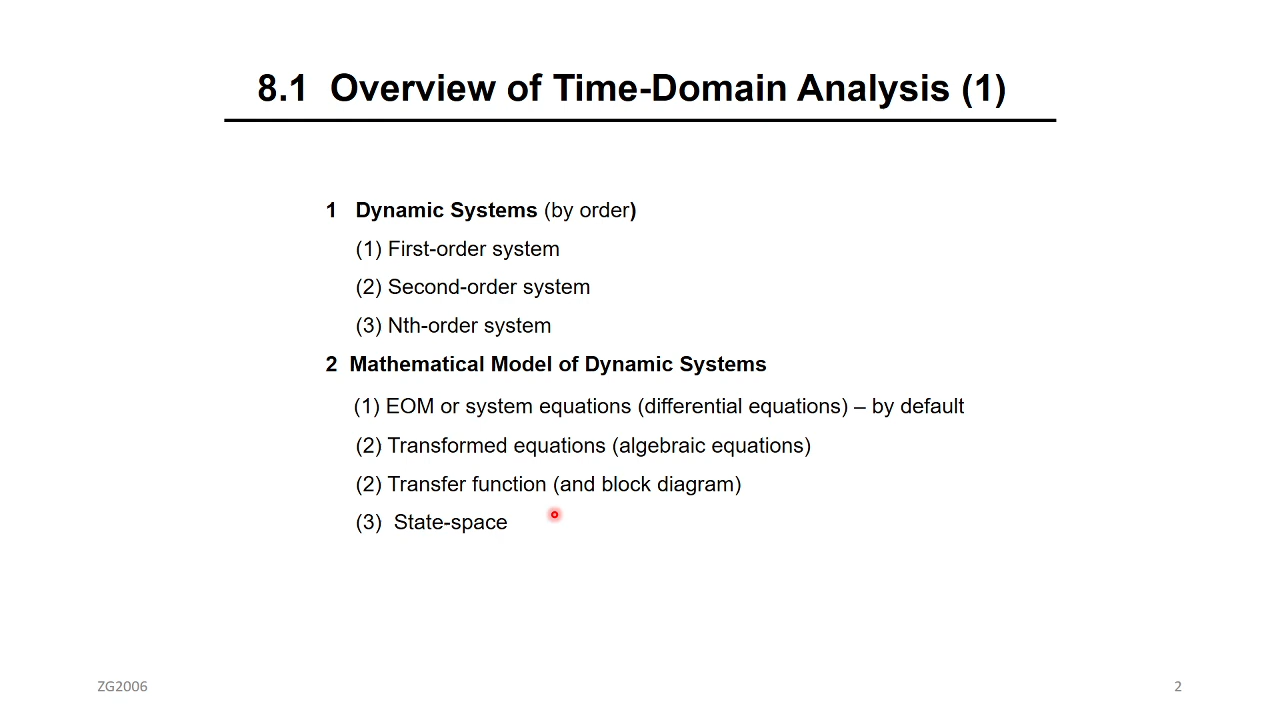 8.1 Overview of Time-Domain Analysis (1)
1 Dynamic Systems (by order)
(1) First-order system
(2) Second-order system
(3) Nth-order system
2 Mathematical Model of Dynamic Systems
(1) EOM or system equations (differential equations) – by default
(2) Transformed equations (algebraic equations)
(2) Transfer function (and block diagram)
(3) State-space
ZG2006
2